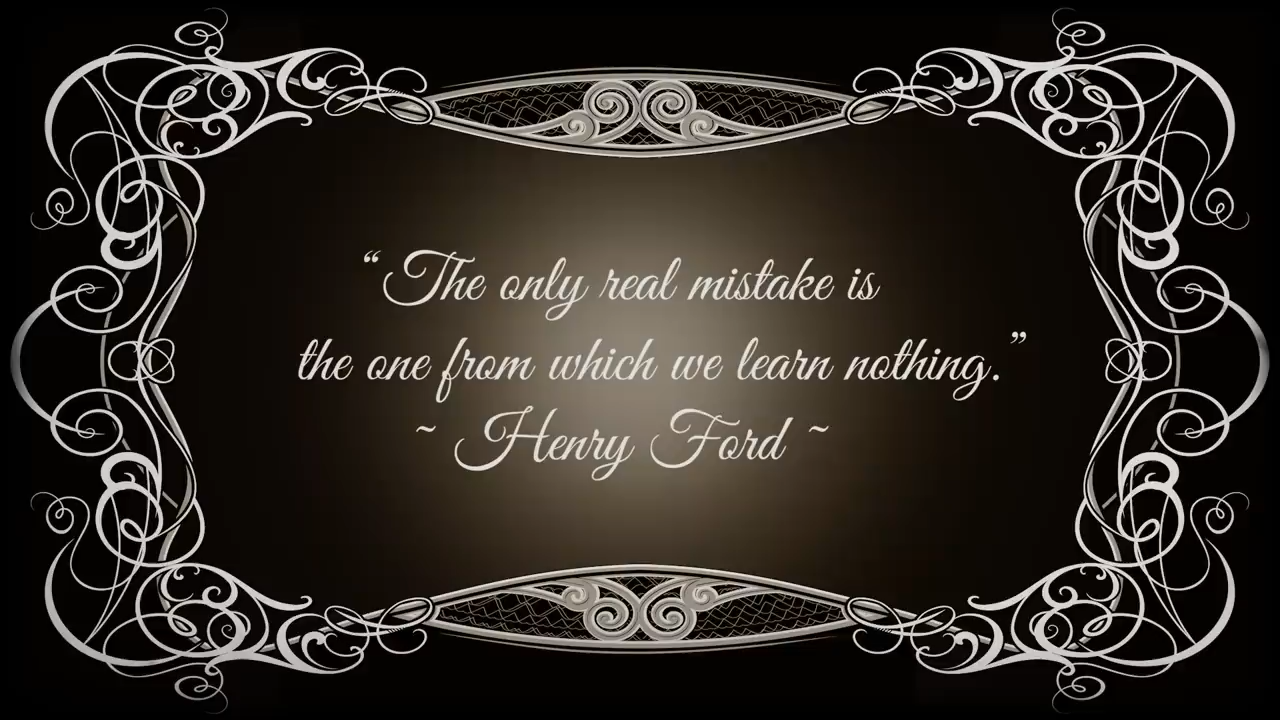 “The only real mistake is
the one from which we learn nothing.”
~ Henry Ford ~